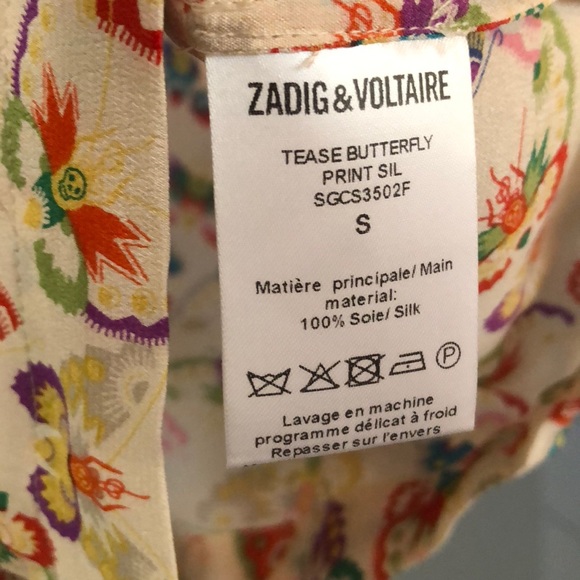 ZADIG & VOLTAIRE
TEASE BUTTERFLY
PRINT SIL
SGCS3502F
S
Matière principale/ Main
material:
100% Soie/ Silk
P
Lavage en machine
programme délicat à froid
Repasser sur l'envers